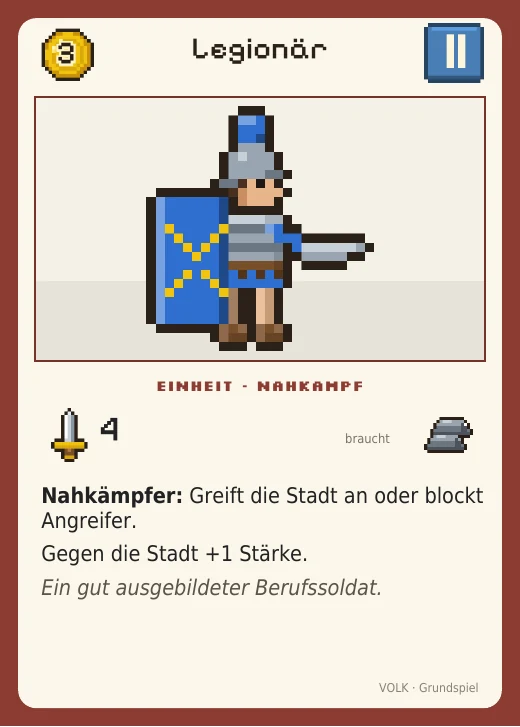 3
Legionär
II
EINHEIT - NAHKAMPF
4
braucht
Nahkämpfer: Greift die Stadt an oder blockt
Angreifer.
Gegen die Stadt +1 Stärke.
Ein gut ausgebildeter Berufssoldat.
VOLK · Grundspiel